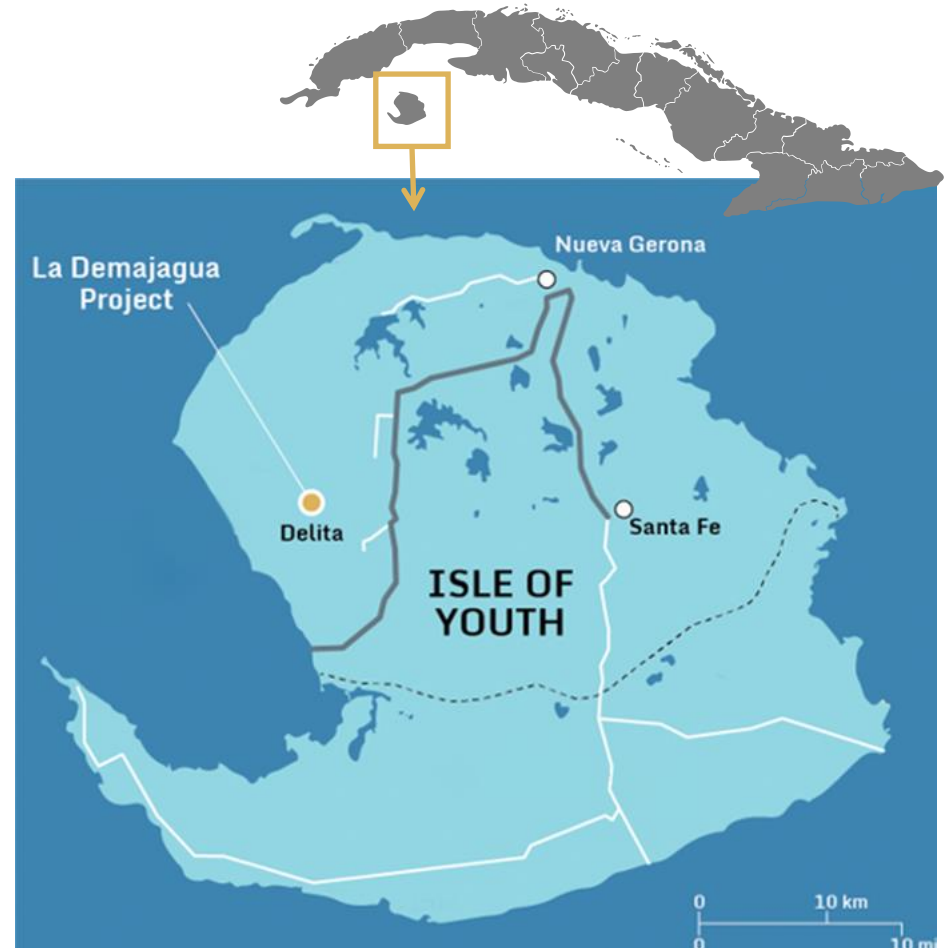 Nueva Gerona
La Demajagua
Project
Delita
Santa Fe
ISLE OF
YOUTH
0
10 km
0